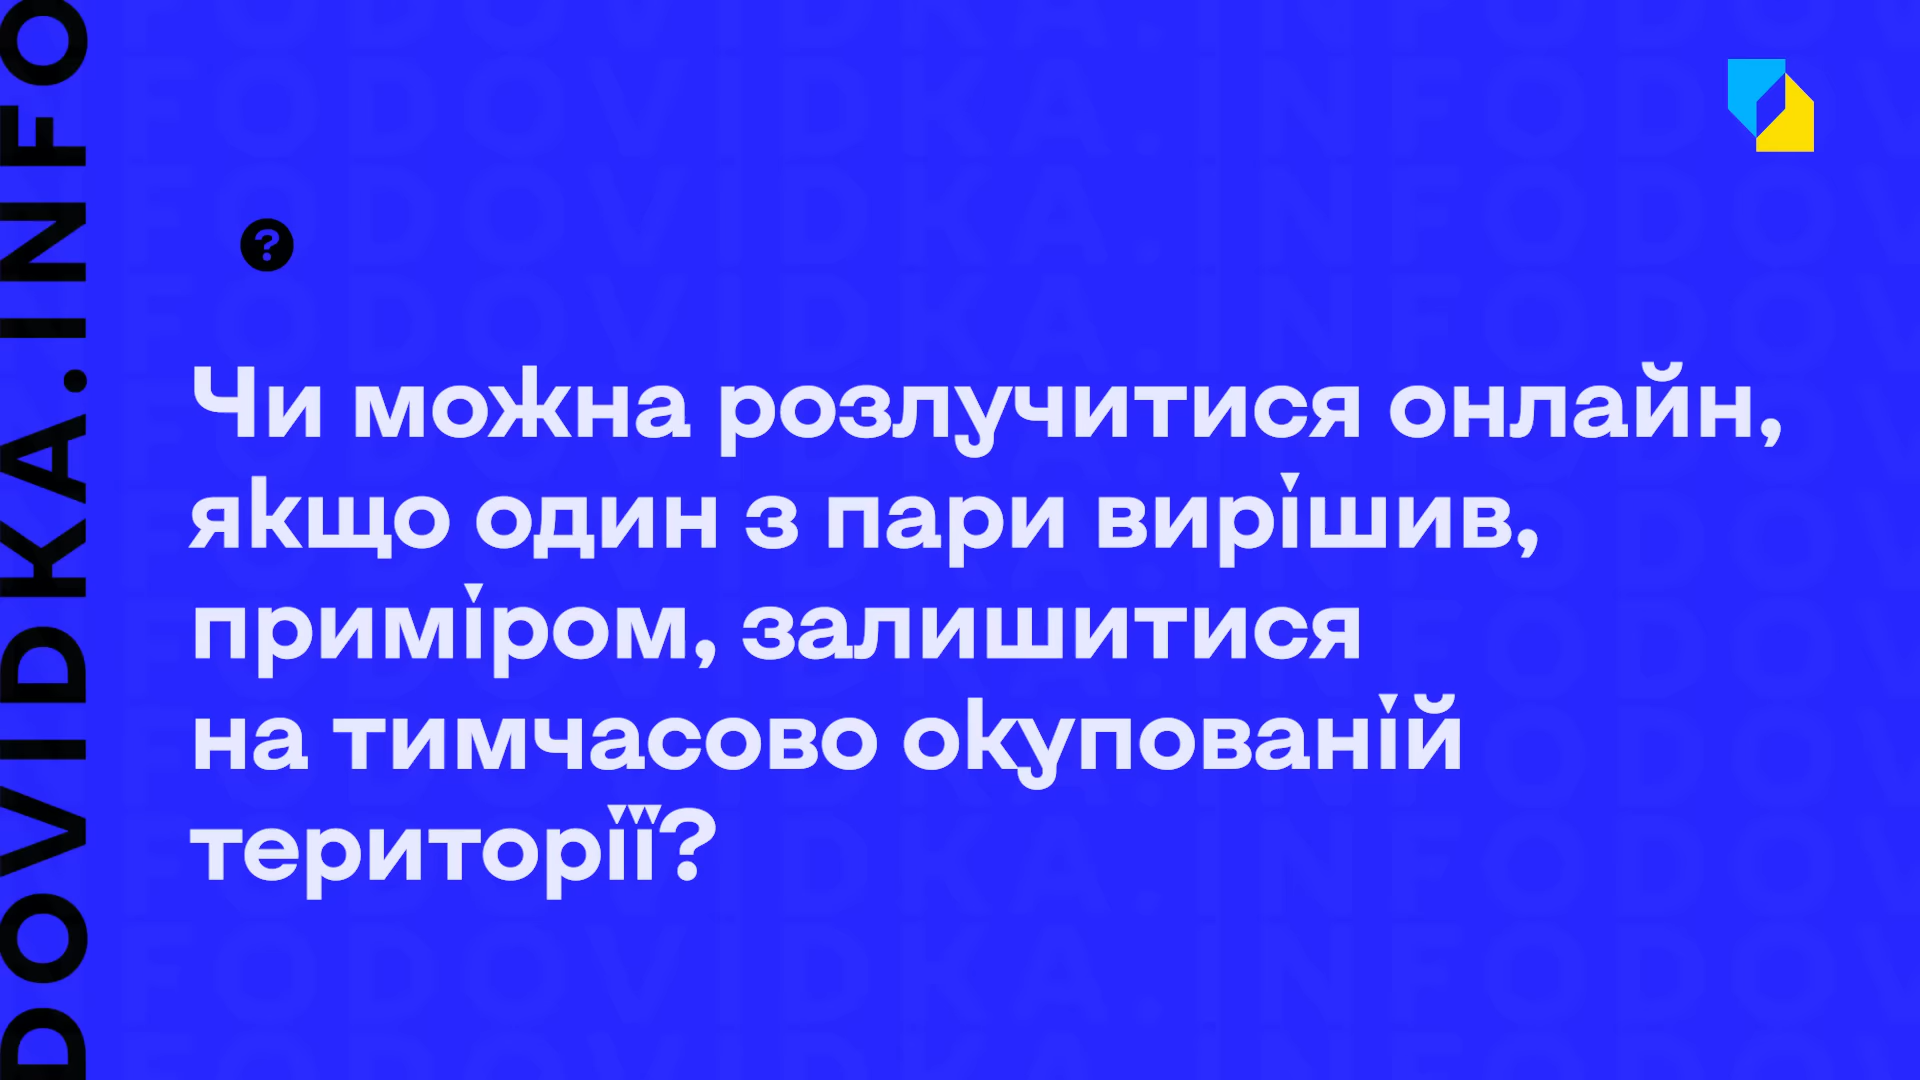 DOVIDKA.INFO
?
Чи можна розлучитися онлайн,
якщо один з пари вирішив,
приміром, залишитися
на тимчасово окупованій
території?